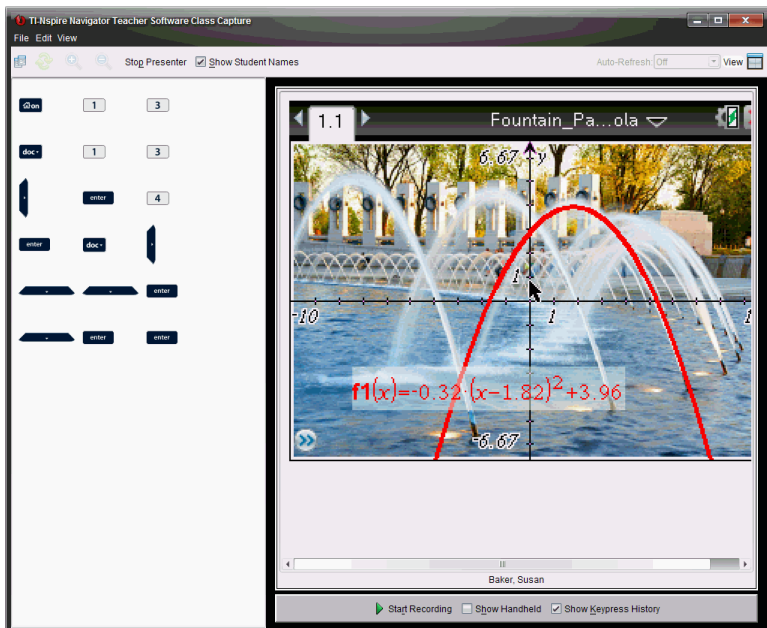 TI-Nspire Navigator Teacher Software Class Capture
File Edit View
Stop Presenter Show Student Names Auto-Refresh: Off View
on 1 3
doc 1 3
enter 4
enter doc
enter
enter enter
1.1 Fountain_Pa...ola
6.67 y
1
-10 1 1
f1(x)=-0.32·(x-1.82)²+3.96
-6.67
Baker, Susan
Start Recording Show Handheld Show Keypress History